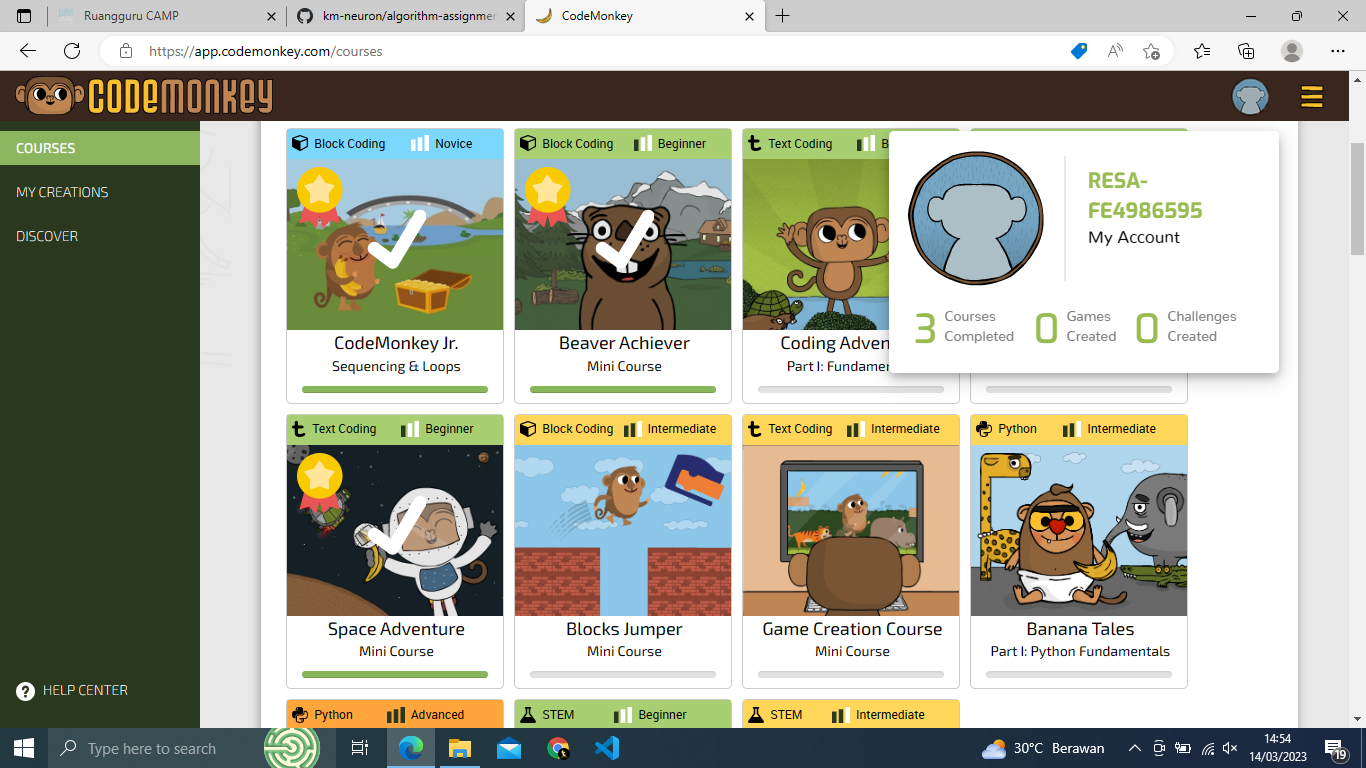 Ruangguru CAMP
km-neuron/algorithm-assignmen
CodeMonkey
https://app.codemonkey.com/courses
CODEMONKEY
COURSES
MY CREATIONS
DISCOVER
HELP CENTER
Block Coding Novice
CodeMonkey Jr.
Sequencing & Loops
Block Coding Beginner
Beaver Achiever
Mini Course
Text Coding
Coding Adven
Part I: Fundamen
RESA-
FE4986595
My Account
3 Courses
Completed
0 Games
Created
0 Challenges
Created
Text Coding Beginner
Space Adventure
Mini Course
Block Coding Intermediate
Blocks Jumper
Mini Course
Text Coding Intermediate
Game Creation Course
Mini Course
Python Intermediate
Banana Tales
Part I: Python Fundamentals
Python Advanced
STEM Beginner
STEM Intermediate
Type here to search
30°C Berawan
14:54
14/03/2023
19